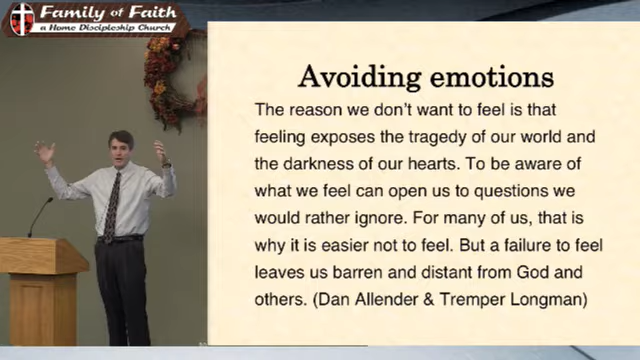 Family of Faith
a Home Discipleship Church
Avoiding emotions
The reason we don't want to feel is that
feeling exposes the tragedy of our world and
the darkness of our hearts. To be aware of
what we feel can open us to questions we
would rather ignore. For many of us, that is
why it is easier not to feel. But a failure to feel
leaves us barren and distant from God and
others. (Dan Allender & Tremper Longman)